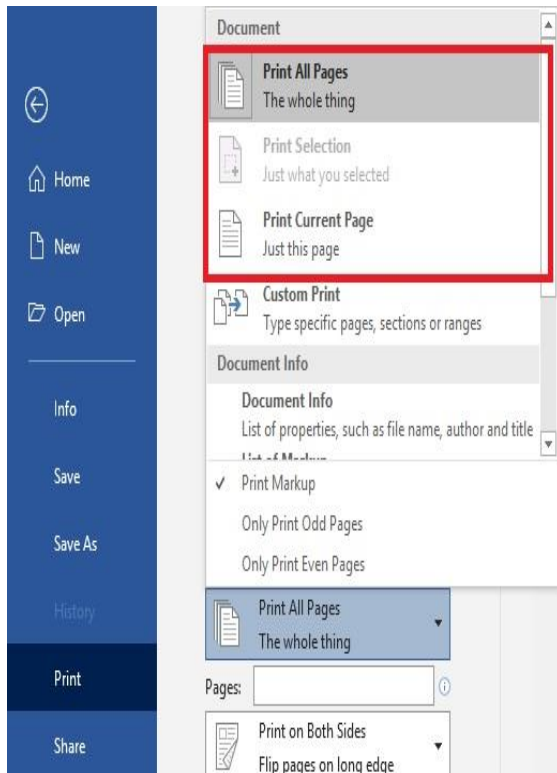 Home
New
Open
Info
Save
Save As
History
Print
Share
Document
Print All Pages
The whole thing
Print Selection
Just what you selected
Print Current Page
Just this page
Custom Print
Type specific pages, sections or ranges
Document Info
Document Info
List of properties, such as file name, author and title
List of Markup
Print Markup
Only Print Odd Pages
Only Print Even Pages
Print All Pages
The whole thing
Pages:
Print on Both Sides
Flip pages on long edge